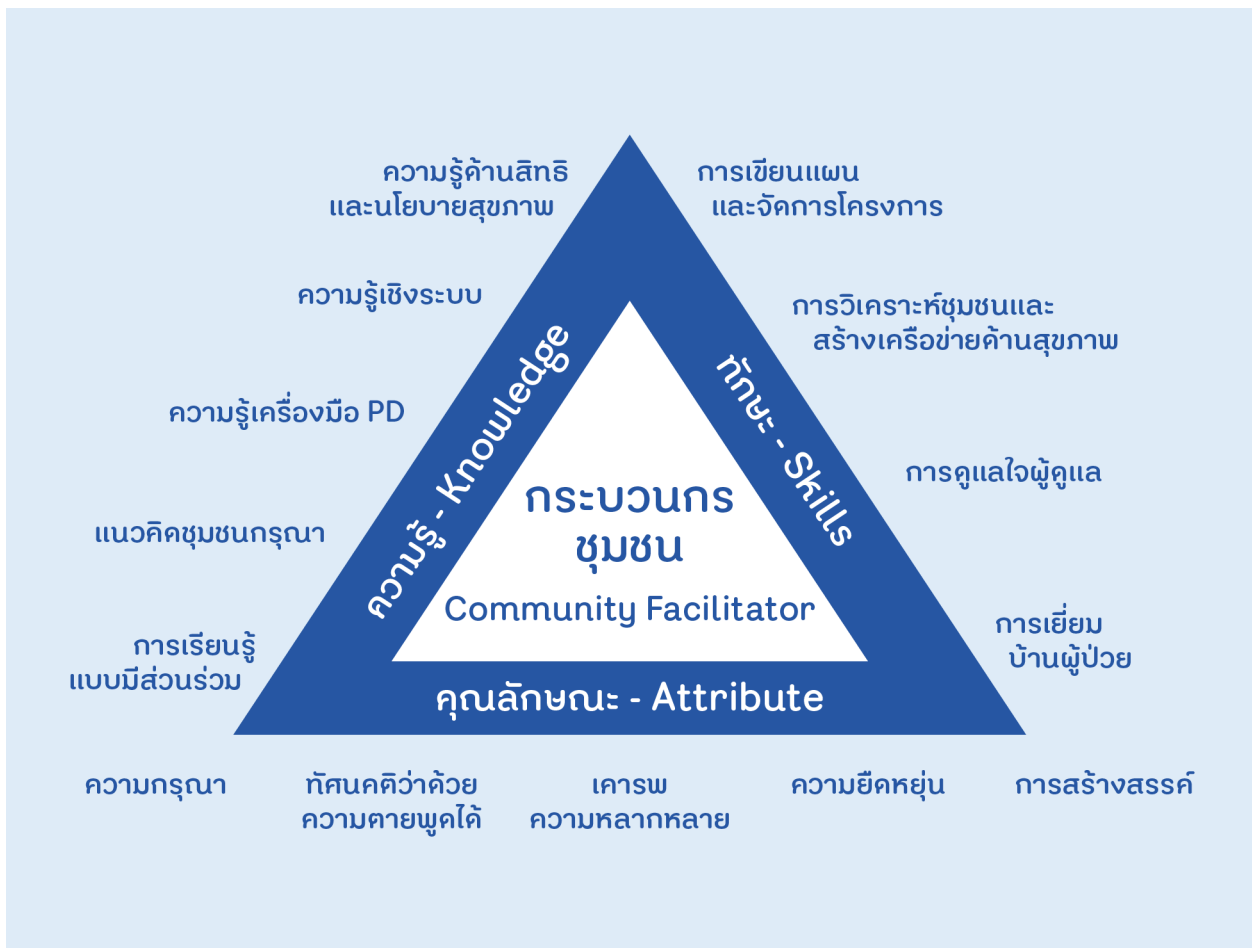 ความรู้ด้านสิทธิ
และนโยบายสุขภาพ
ความรู้เชิงระบบ
ความรู้เครื่องมือ PD
แนวคิดชุมชนกรุณา
การเรียนรู้
แบบมีส่วนร่วม
ความรู้ - Knowledge
การเขียนแผน
และจัดการโครงการ
การวิเคราะห์ชุมชนและ
สร้างเครือข่ายด้านสุขภาพ
การดูแลใจผู้ดูแล
การเยี่ยม
บ้านผู้ป่วย
ทักษะ - Skills
กระบวนกร
ชุมชน
Community Facilitator
คุณลักษณะ - Attribute
ความกรุณา
ทัศนคติว่าด้วย
ความตายพูดได้
เคารพ
ความหลากหลาย
ความยืดหยุ่น
การสร้างสรรค์